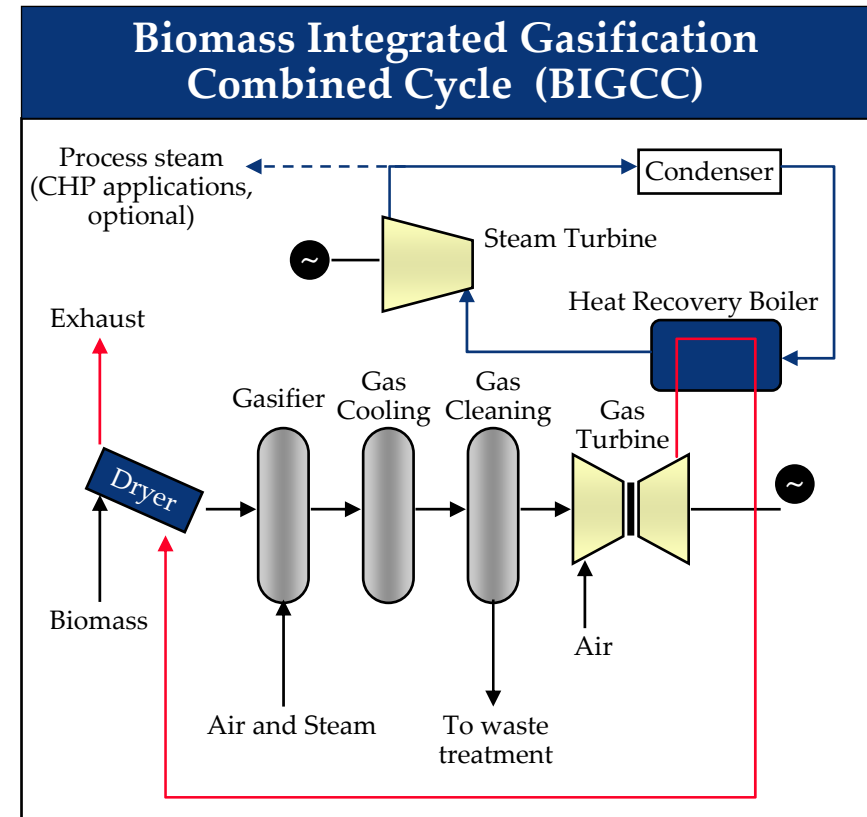 Biomass Integrated Gasification
Combined Cycle (BIGCC)
Process steam
(CHP applications,
optional)
Condenser
~
Steam Turbine
Heat Recovery Boiler
Exhaust
Gasifier
Gas
Cooling
Gas
Cleaning
Gas
Turbine
Dryer
~
Biomass
Air
Air and Steam
To waste
treatment